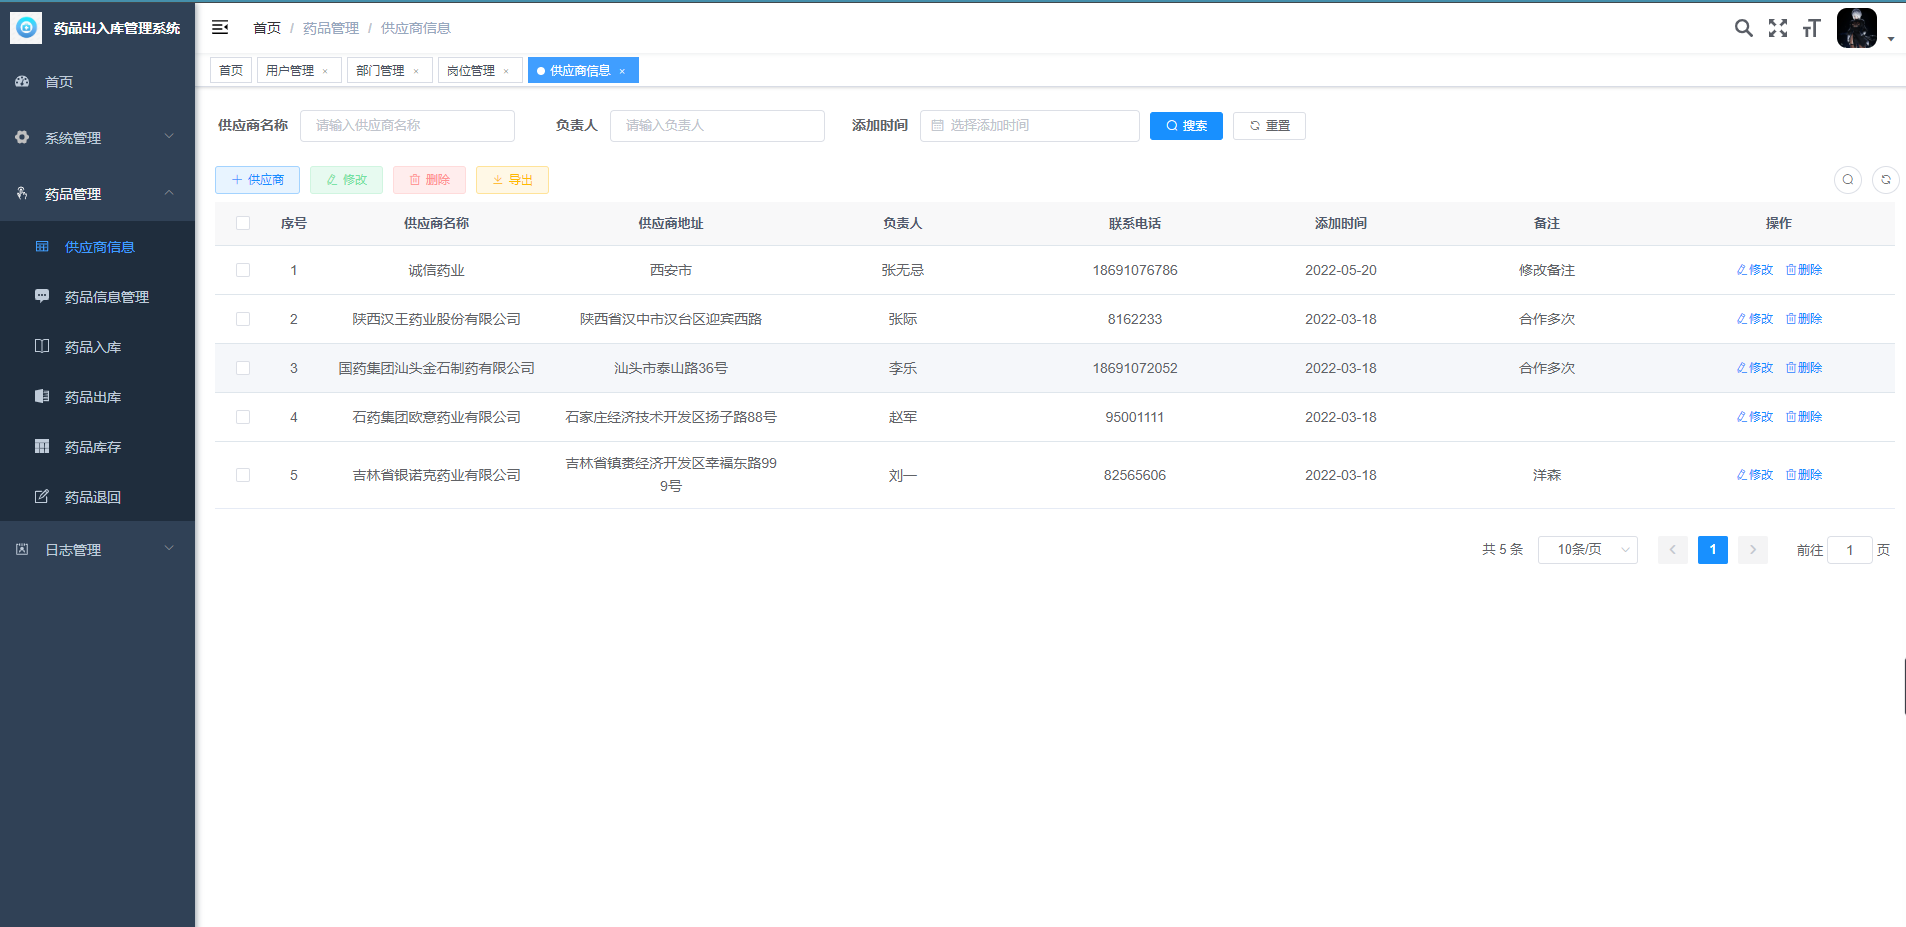 药品出入库管理系统
首页
系统管理
药品管理
供应商信息
药品信息管理
药品入库
药品出库
药品库存
药品退回
日志管理
首页 / 药品管理 / 供应商信息
首页 用户管理 × 部门管理 × 岗位管理 × 供应商信息 ×
供应商名称 请输入供应商名称 负责人 请输入负责人 添加时间 选择添加时间 搜索 重置
供应商 修改 删除 导出
序号 供应商名称 供应商地址 负责人 联系电话 添加时间 备注 操作
1 诚信药业 西安市 张无忌 18691076786 2022-05-20 修改备注 修改 删除
2 陕西汉王药业股份有限公司 陕西省汉中市汉台区迎宾西路 张际 8162233 2022-03-18 合作多次 修改 删除
3 国药集团汕头金石制药有限公司 汕头市泰山路36号 李乐 18691072052 2022-03-18 合作多次 修改 删除
4 石药集团欧意药业有限公司 石家庄经济技术开发区扬子路88号 赵军 95001111 2022-03-18 修改 删除
5 吉林省银诺克药业有限公司 吉林省镇赉经济开发区幸福东路99
9号 刘一 82565606 2022-03-18 洋森 修改 删除
共 5 条 10条/页 1 前往 1 页